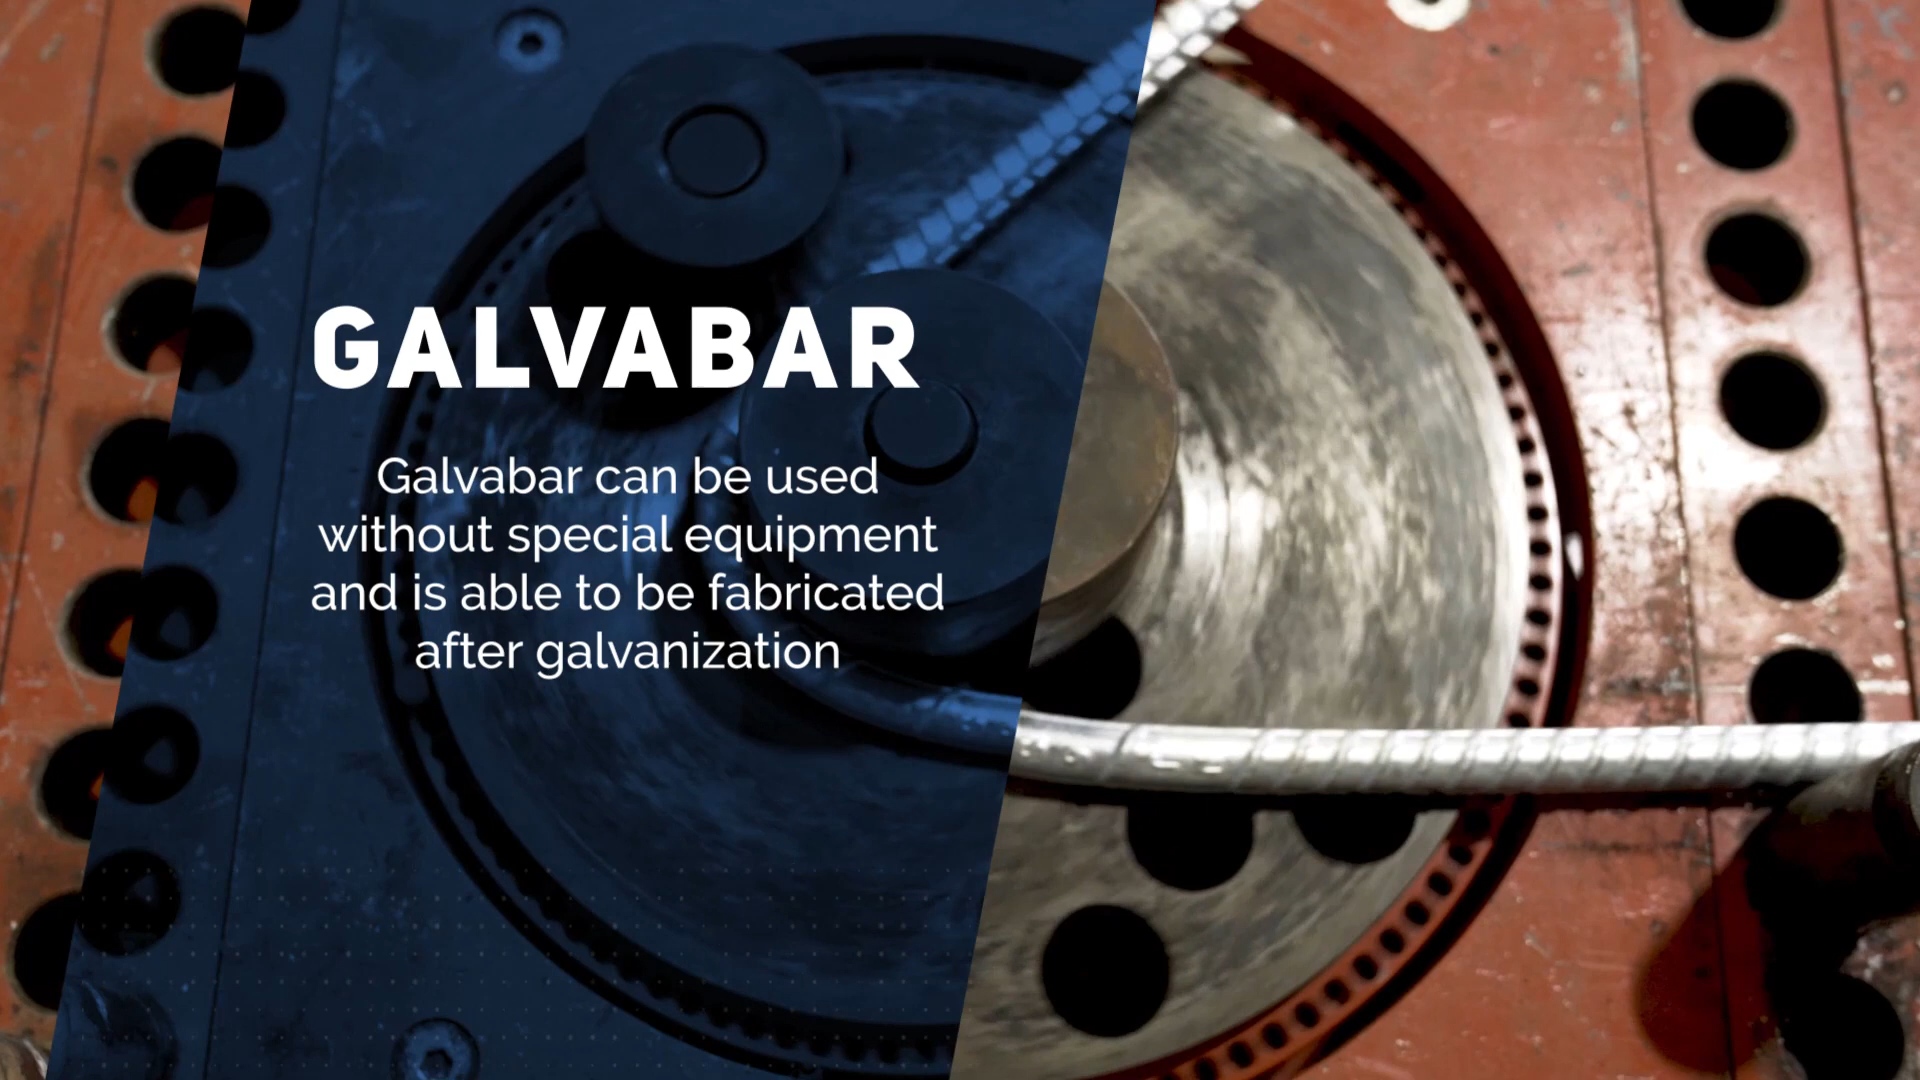 GALVABAR
Galvabar can be used
without special equipment
and is able to be fabricated
after galvanization